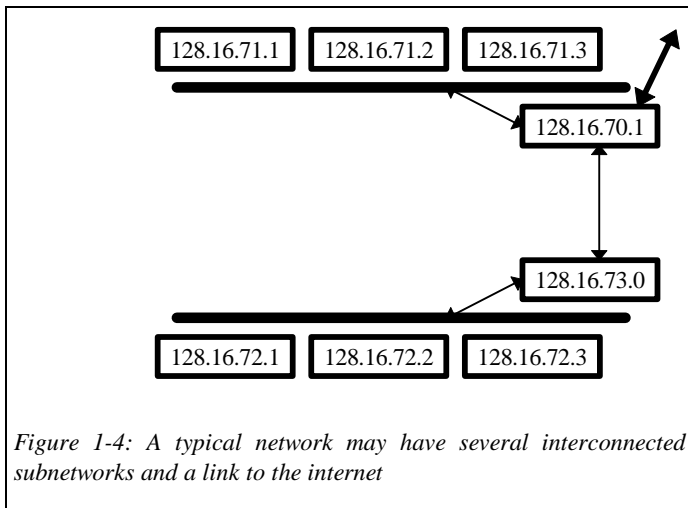 128.16.71.1 128.16.71.2 128.16.71.3
128.16.70.1
128.16.73.0
128.16.72.1 128.16.72.2 128.16.72.3
Figure 1-4: A typical network may have several interconnected
subnetworks and a link to the internet